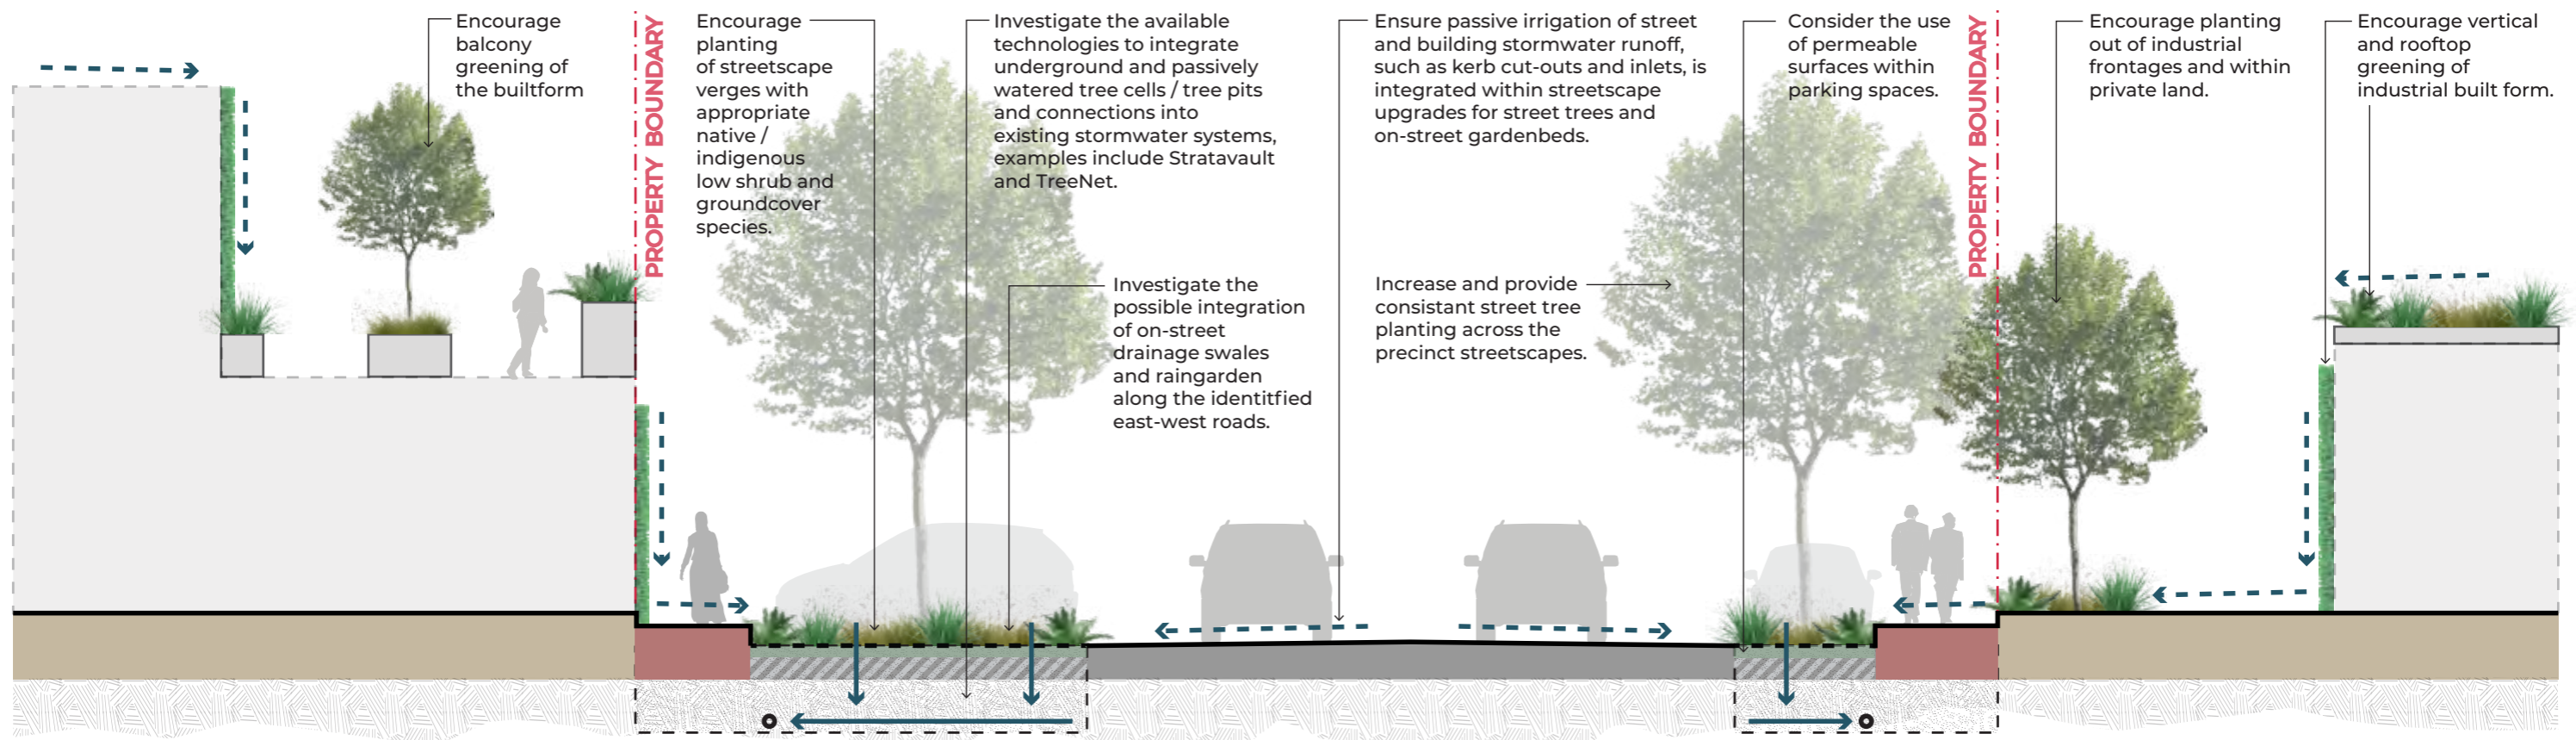 Encourage
balcony
greening of
the builtform
PROPERTY BOUNDARY
Encourage
planting
of streetscape
verges with
appropriate
native /
indigenous
low shrub and
groundcover
species.
Investigate the available
technologies to integrate
underground and passively
watered tree cells / tree pits
and connections into
existing stormwater systems,
examples include Stratavault
and TreeNet.
Investigate the
possible integration
of on-street
drainage swales
and raingarden
along the identitfied
east-west roads.
Ensure passive irrigation of street
and building stormwater runoff,
such as kerb cut-outs and inlets, is
integrated within streetscape
upgrades for street trees and
on-street gardenbeds.
Increase and provide
consistant street tree
planting across the
precinct streetscapes.
Consider the use
of permeable
surfaces within
parking spaces.
PROPERTY BOUNDARY
Encourage planting
out of industrial
frontages and within
private land.
Encourage vertical
and rooftop
greening of
industrial built form.